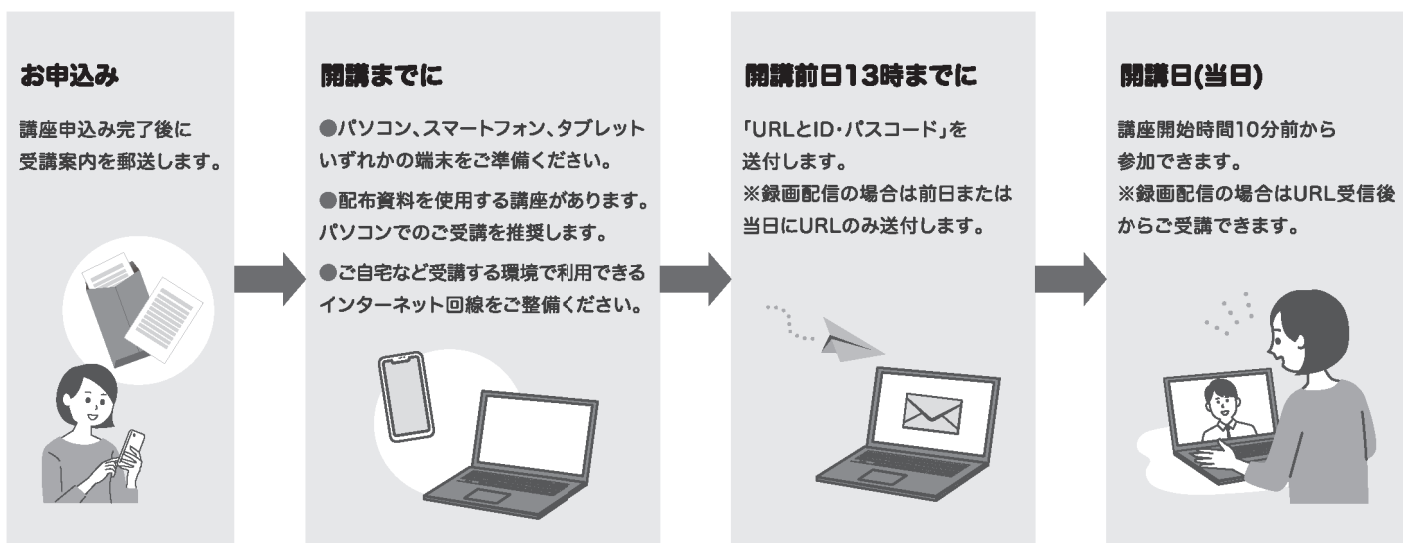 お申込み
講座申込み完了後に
受講案内を郵送します。
開講までに
●パソコン、スマートフォン、タブレット
いずれかの端末をご準備ください。
●配布資料を使用する講座があります。
パソコンでのご受講を推奨します。
●ご自宅など受講する環境で利用できる
インターネット回線をご整備ください。
開講前日13時までに
「URLとID・パスコード」を
送付します。
※録画配信の場合は前日または
当日にURLのみ送付します。
開講日(当日)
講座開始時間10分前から
参加できます。
※録画配信の場合はURL受信後
からご受講できます。